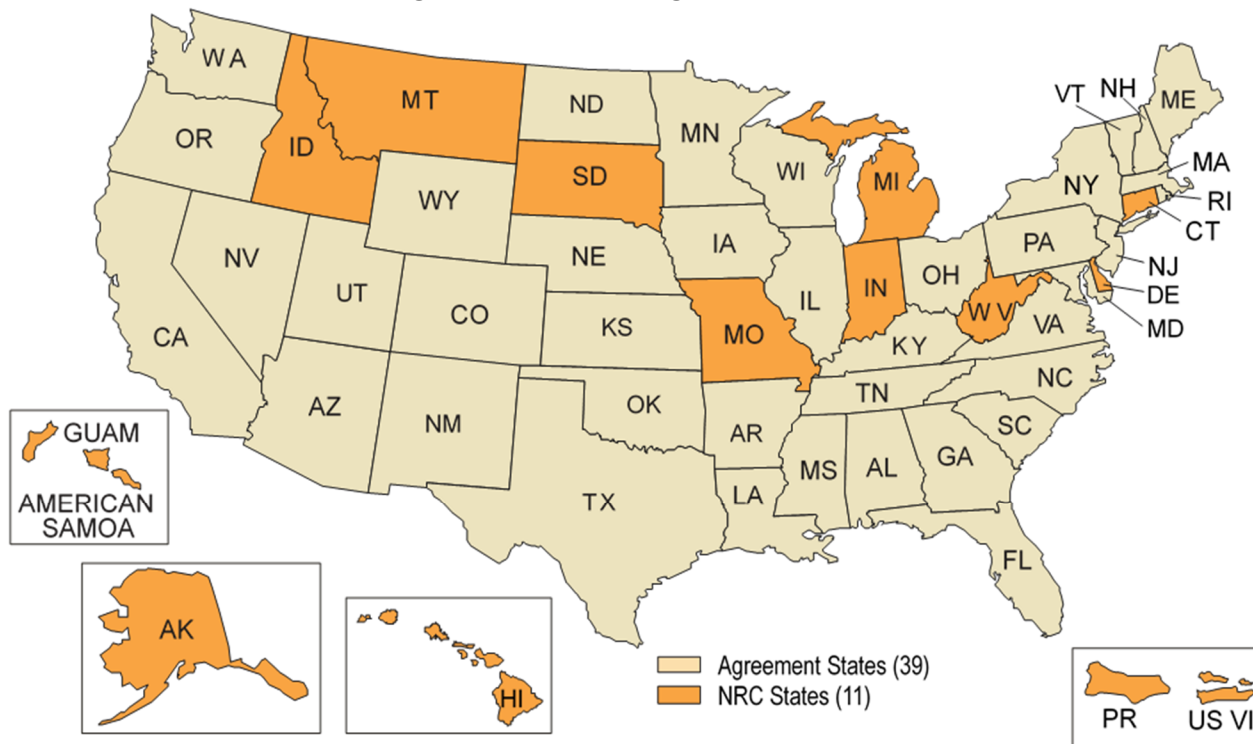 WA
MT
ND
MN
VT
NH
ME
OR
ID
SD
WI
MI
NY
MA
RI
CT
WY
IA
PA
NJ
DE
MD
NV
UT
CO
NE
IL
IN
OH
W V
VA
CA
KS
MO
KY
AZ
NM
OK
AR
TN
NC
SC
MS
AL
GA
TX
LA
FL
GUAM
AMERICAN
SAMOA
AK
HI
Agreement States (39)
NRC States (11)
PR
US VI